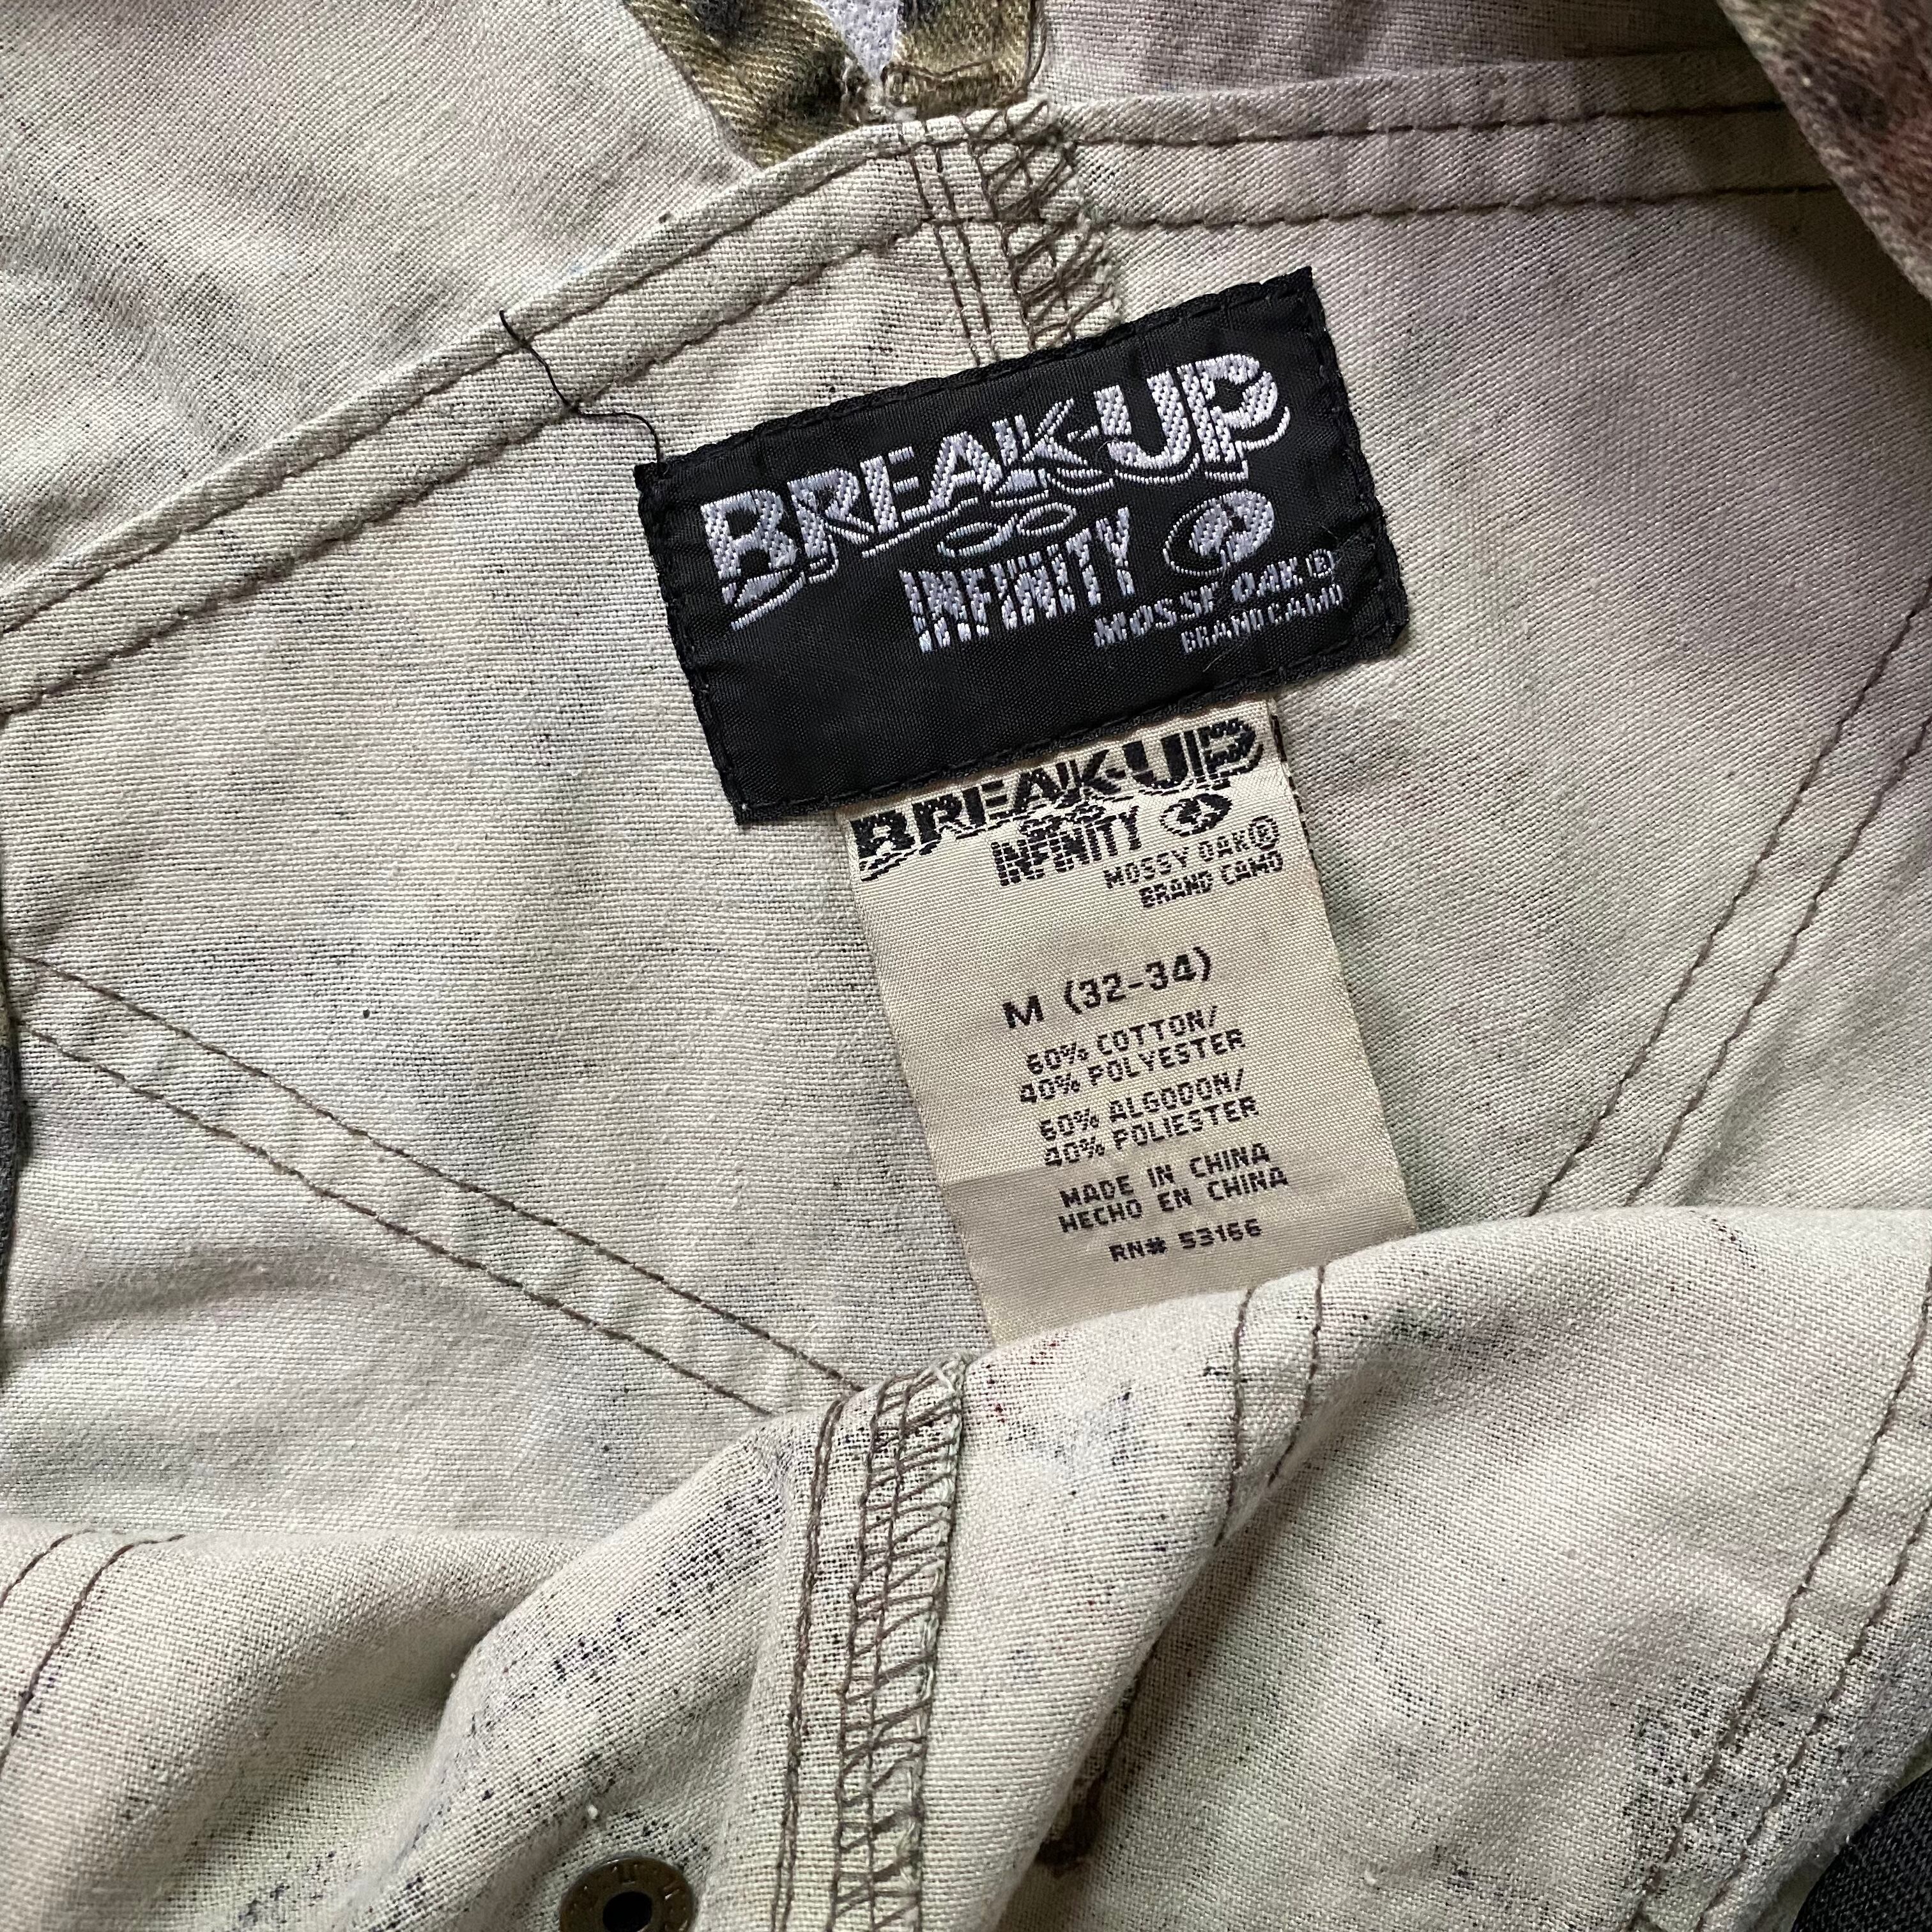 BREAK-UP
INFINITY
MOSSY OAK®
BRAND CAMO
BREAK-UP
INFINITY
MOSSY OAK®
BRAND CAMO
M (32-34)
60% COTTON/
40% POLYESTER
60% ALGODON/
40% POLIESTER
MADE IN CHINA
HECHO EN CHINA
RN# 53166